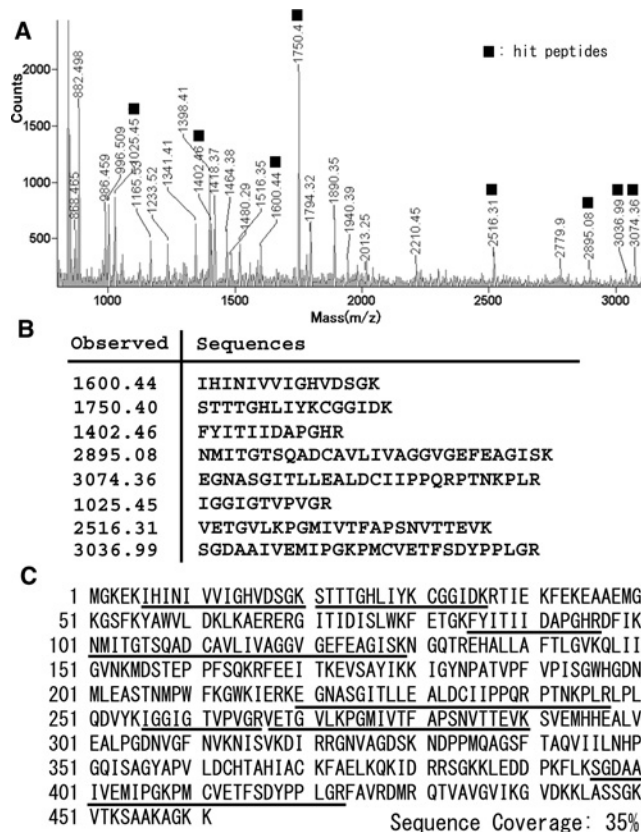 A
■: hit peptides
Counts
2000
1500
1000
500
868.465
882.498
986.459
996.509
1025.45
1165.53
1233.52
1341.41
1398.41
1402.46
1418.37
1464.38
1480.29
1516.35
1600.44
1750.4
1794.32
1890.35
1940.39
2013.25
2210.45
2516.31
2779.9
2895.08
3036.99
3074.36
1000 1500 2000 2500 3000
Mass(m/z)
B
Observed Sequences
1600.44 IHINIVVIGHVDSGK
1750.40 STTTGHLIYKCGGIDK
1402.46 FYITIIDAPGHR
2895.08 NMITGTSQADCAVLIVAGGVGEFEAGISK
3074.36 EGNASGITLLEALDCIIPPQRPTNKPLR
1025.45 IGGIGTVPVGR
2516.31 VETGVLKPGMIVTFAPSNVTTEVK
3036.99 SGDAAIVEMIPGKPMCVETFSDYPPLGR
C
1 MGKEKIHINI VVIGHVDSGK STTTGHLIYK CGGIDKRTIE KFEKEAAEMG
51 KGSFKYAWVL DKLKAERERG ITIDISLWKF ETGKFYITII DAPGHRDFIK
101 NMITGTSQAD CAVLIVAGGV GEFEAGISKN GQTREHALLA FTLGVKQLII
151 GVNKMDSTEP PFSQKRFEEI TKEVSAYIKK IGYNPATVPF VPISGWHGDN
201 MLEASTNMPW FKGWKIERKE GNASGITLLE ALDCIIPPQR PTNKPLRLPL
251 QDVYKIGGIG TVPVGRVETG VLKPGMIVTF APSNVTTEVK SVEMHHEALV
301 EALPGDNVGF NVKNISVKDI RRGNVAGDSK NDPPMQAGSF TAQVIILNHP
351 GQISAGYAPV LDCHTAHIAC KFAELKQKID RRSGKKLEDD PKFLKSGDAA
401 IVEMIPGKPM CVETFSDYPP LGRFAVRDMR QTVAVGVIKG VDKKLASSGK
451 VTKSAAKAGK K
Sequence Coverage: 35%